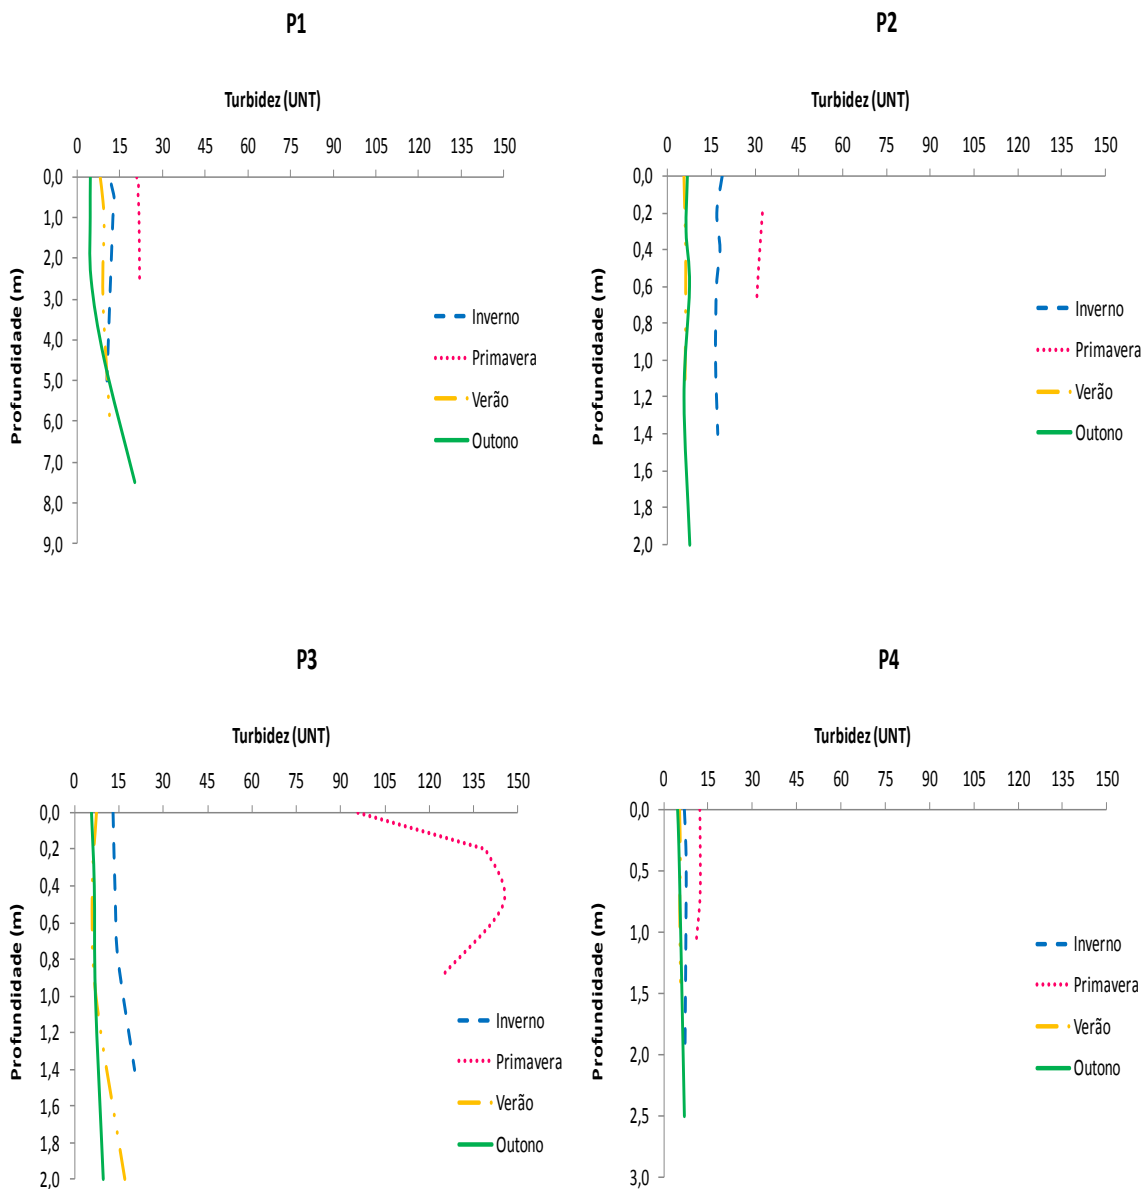 P1
Turbidez (UNT)
0 15 30 45 60 75 90 105 120 135 150
0,0
1,0
2,0
3,0
4,0
5,0
6,0
7,0
8,0
9,0
Profundidade (m)
Inverno
Primavera
Verão
Outono
P2
Turbidez (UNT)
0 15 30 45 60 75 90 105 120 135 150
0,0
0,2
0,4
0,6
0,8
1,0
1,2
1,4
1,6
1,8
2,0
Profundidade (m)
Inverno
Primavera
Verão
Outono
P3
Turbidez (UNT)
0 15 30 45 60 75 90 105 120 135 150
0,0
0,2
0,4
0,6
0,8
1,0
1,2
1,4
1,6
1,8
2,0
Profundidade (m)
Inverno
Primavera
Verão
Outono
P4
Turbidez (UNT)
0 15 30 45 60 75 90 105 120 135 150
0,0
0,5
1,0
1,5
2,0
2,5
3,0
Profundidade (m)
Inverno
Primavera
Verão
Outono